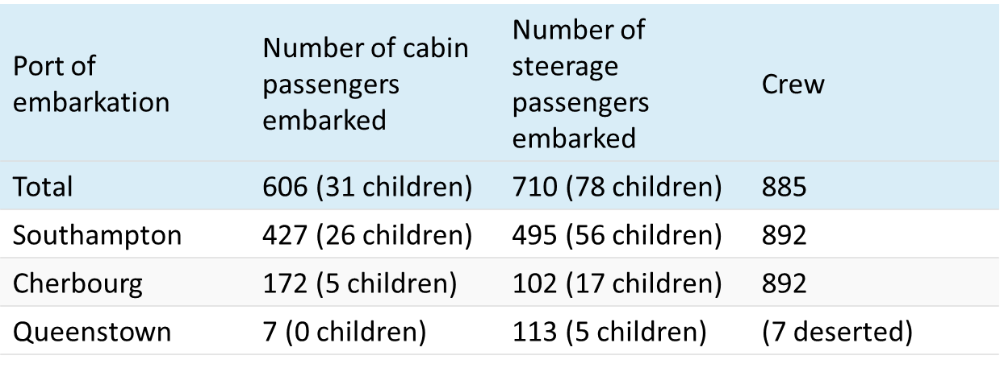 Port of embarkation Number of cabin passengers embarked Number of steerage passengers embarked Crew
Total 606 (31 children) 710 (78 children) 885
Southampton 427 (26 children) 495 (56 children) 892
Cherbourg 172 (5 children) 102 (17 children) 892
Queenstown 7 (0 children) 113 (5 children) (7 deserted)